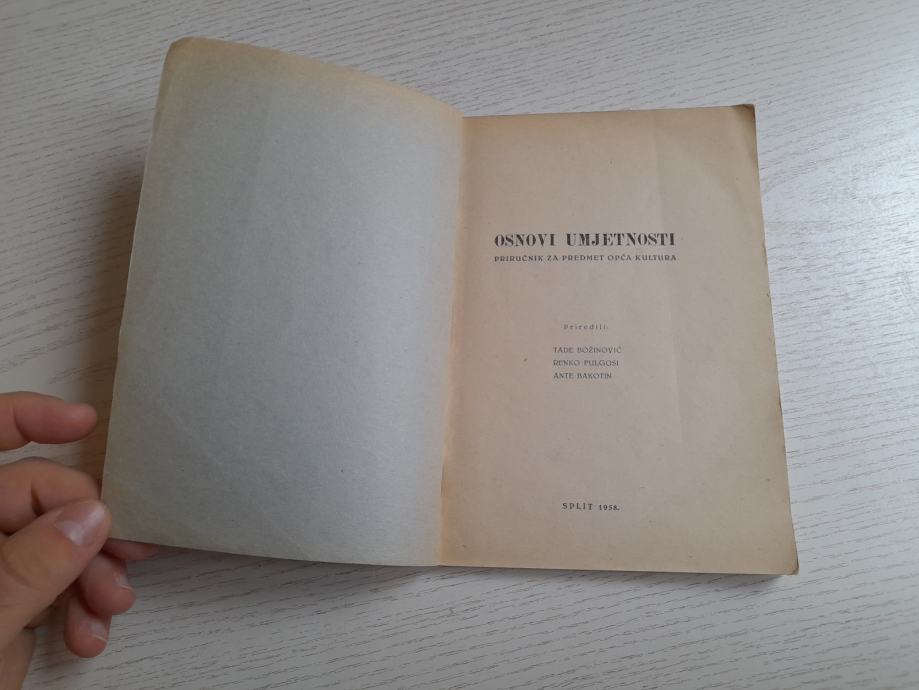 OSNOVI UMJETNOSTI
PRIRUČNIK ZA PREDMET OPĆA KULTURA
Priredili:
TADE BOŽINOVIĆ
RENKO PULGOSI
ANTE BAKOTIN
SPLIT 1958.